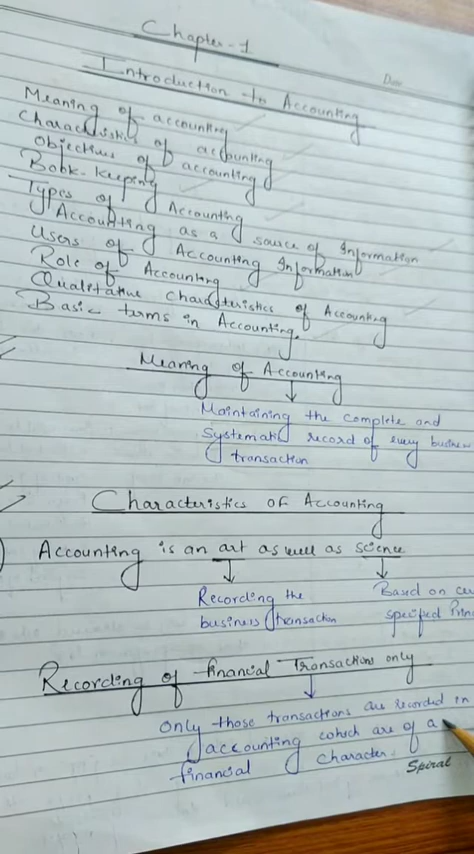 Chapter-1
Date
Introduction to Accounting
Meaning of accounting
Characteristics of accounting
Objectives of accounting
Book-keeping
Types of Accounting
Accounting as a source of Information
Users of Accounting Information
Role of Accounting
Qualitative characteristics of Accounting
Basic terms in Accounting.
Meaning of Accounting
Maintaining the complete and
systematic record of every business
transaction
Characteristics of Accounting
Accounting is an art as well as science
Recording the
business transaction
Based on
specified
Recording of financial Transactions only
Only those transactions are recorded in
accounting which are of a
financial character.
Spiral